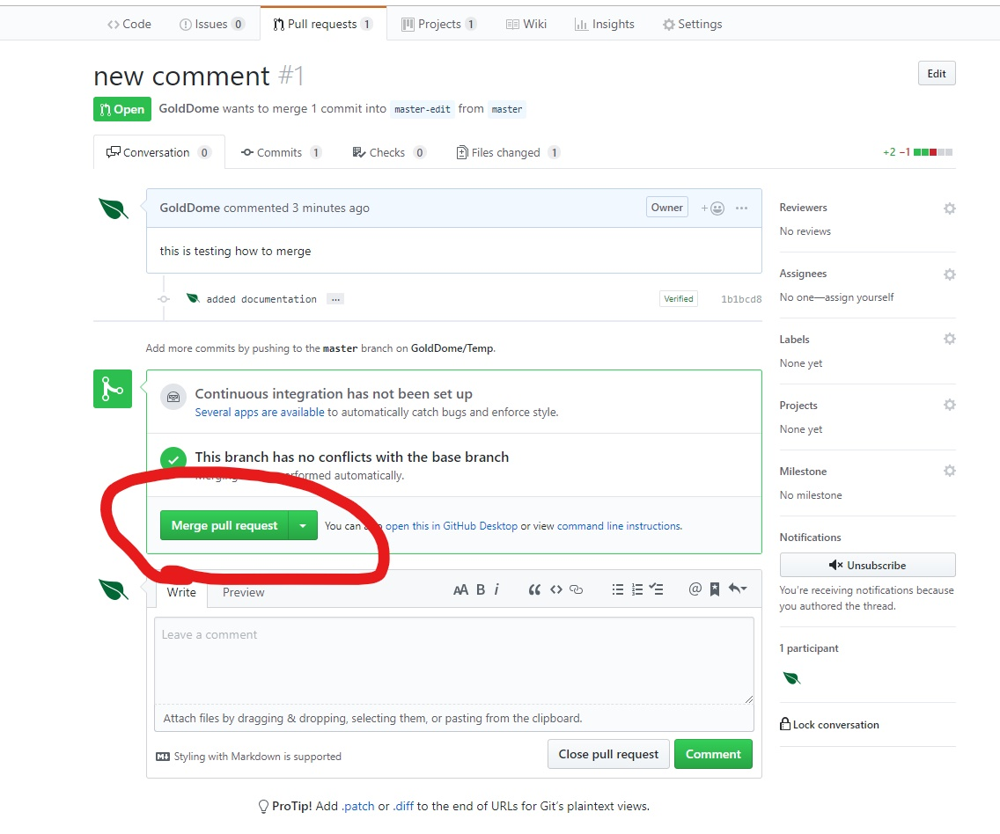 Code Issues 0 Pull requests 1 Projects 1 Wiki Insights Settings
new comment #1
Edit
Open GoldDome wants to merge 1 commit into master-edit from master
Conversation 0 Commits 1 Checks 0 Files changed 1 +2 −1
GoldDome commented 3 minutes ago Owner
this is testing how to merge
added documentation ... Verified 1b1bcd8
Add more commits by pushing to the master branch on GoldDome/Temp.
Continuous integration has not been set up
Several apps are available to automatically catch bugs and enforce style.
This branch has no conflicts with the base branch
automatically.
Merge pull request You can open this in GitHub Desktop or view command line instructions.
Write Preview AA B i
Leave a comment
Attach files by dragging & dropping, selecting them, or pasting from the clipboard.
Styling with Markdown is supported
Close pull request Comment
ProTip! Add .patch or .diff to the end of URLs for Git’s plaintext views.
Reviewers
No reviews
Assignees
No one—assign yourself
Labels
None yet
Projects
None yet
Milestone
No milestone
Notifications
Unsubscribe
You’re receiving notifications because
you authored the thread.
1 participant
Lock conversation